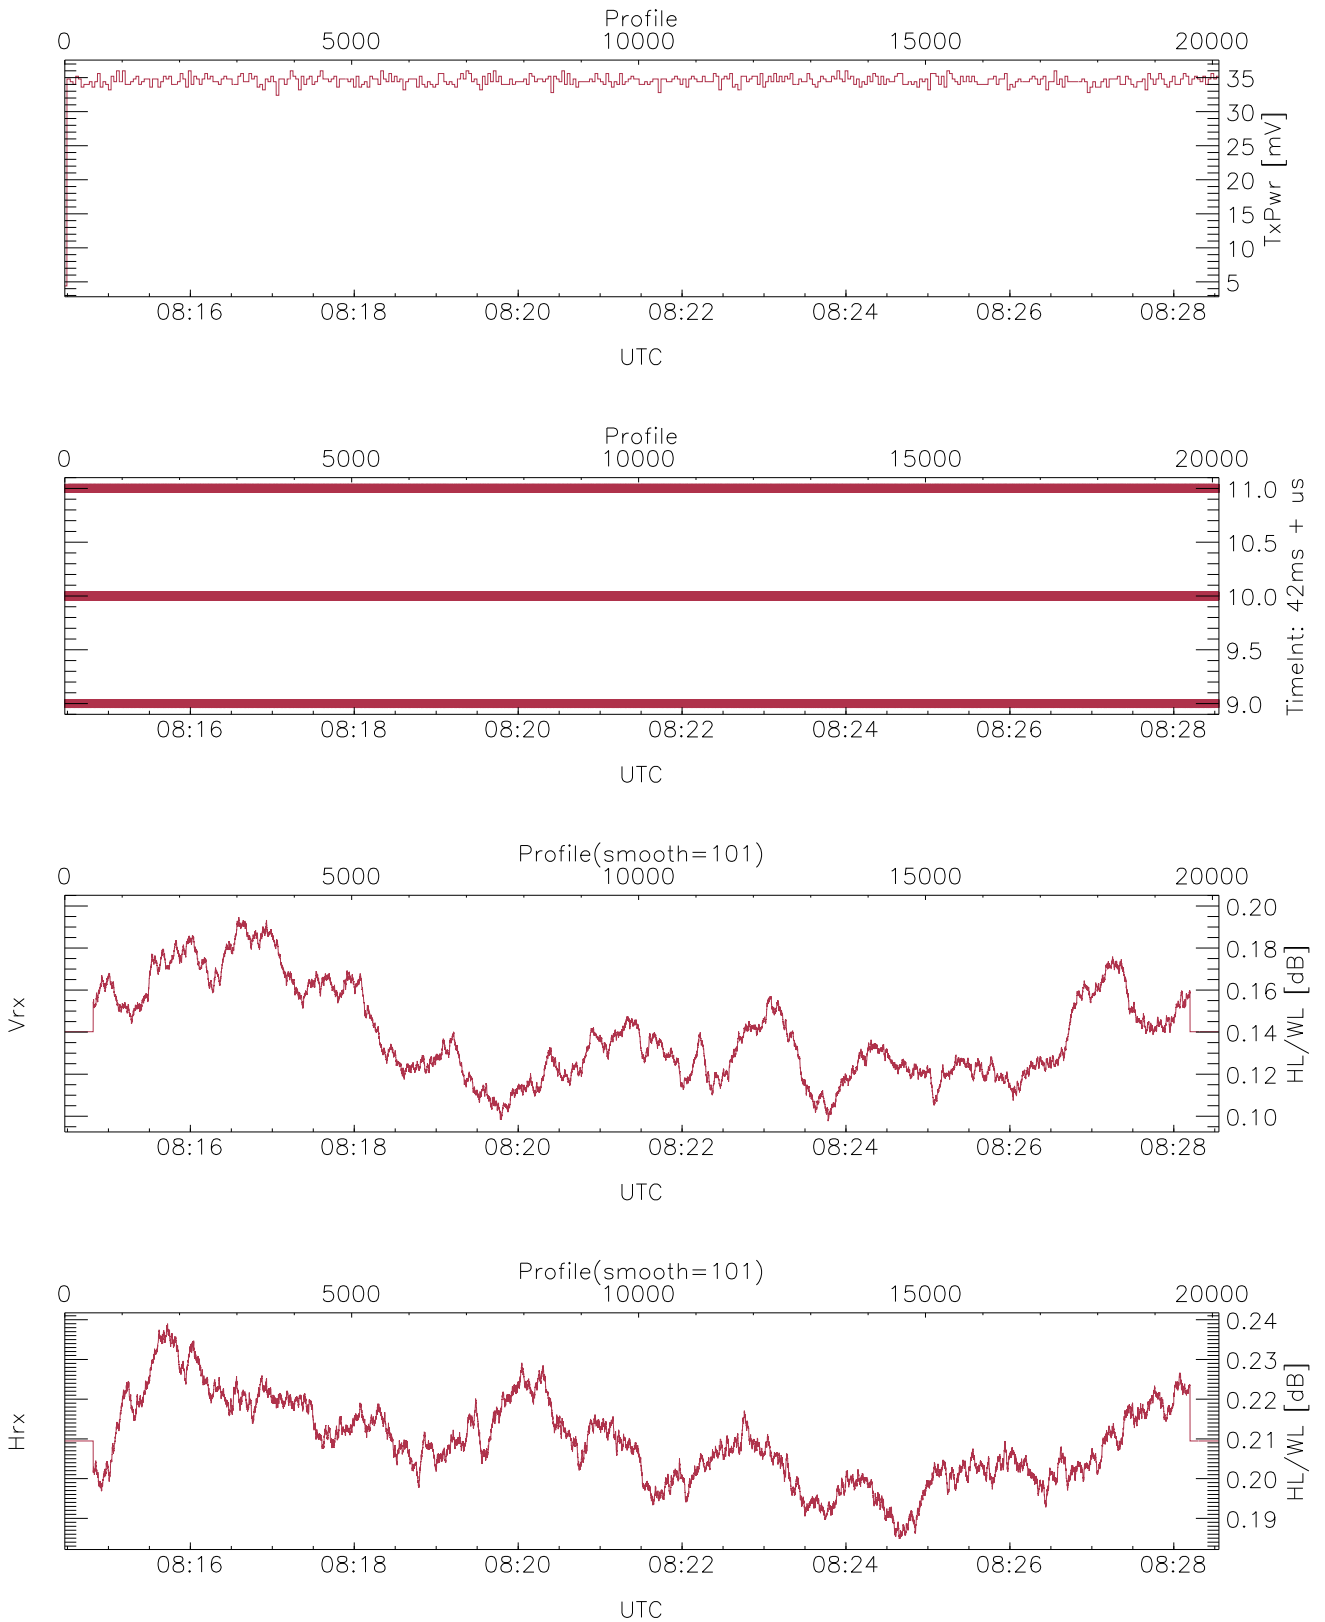 Profile
0 5000 10000 15000 20000
35
30
25
20
15
10
5
TxPwr [mV]
08:16 08:18 08:20 08:22 08:24 08:26 08:28
UTC
Profile
0 5000 10000 15000 20000
11.0
10.5
10.0
9.5
9.0
TimeInt: 42ms + us
08:16 08:18 08:20 08:22 08:24 08:26 08:28
UTC
Profile(smooth=101)
0 5000 10000 15000 20000
Vrx
0.20
0.18
0.16
0.14
0.12
0.10
HL/WL [dB]
08:16 08:18 08:20 08:22 08:24 08:26 08:28
UTC
Profile(smooth=101)
0 5000 10000 15000 20000
Hrx
0.24
0.23
0.22
0.21
0.20
0.19
HL/WL [dB]
08:16 08:18 08:20 08:22 08:24 08:26 08:28
UTC